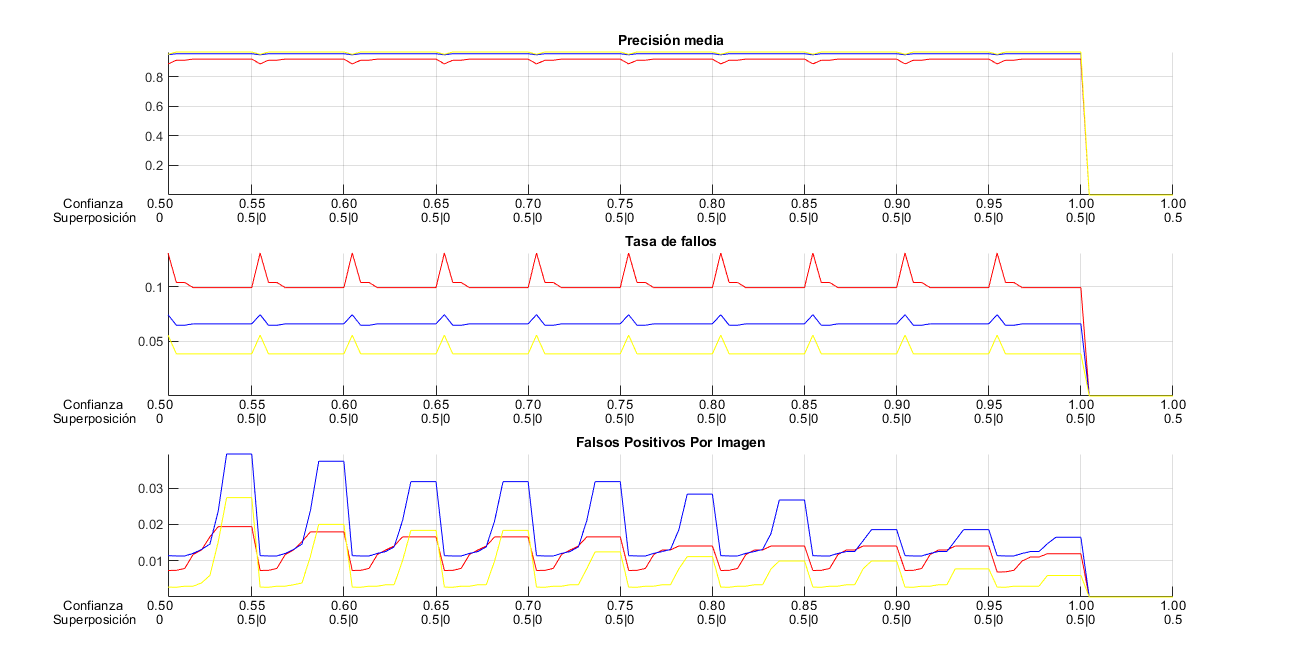 Precisión media
0.8
0.6
0.4
0.2
Confianza 0.50 0.55 0.60 0.65 0.70 0.75 0.80 0.85 0.90 0.95 1.00 1.00
Superposición 0 0.5|0 0.5|0 0.5|0 0.5|0 0.5|0 0.5|0 0.5|0 0.5|0 0.5|0 0.5|0 0.5
Tasa de fallos
0.1
0.05
Confianza 0.50 0.55 0.60 0.65 0.70 0.75 0.80 0.85 0.90 0.95 1.00 1.00
Superposición 0 0.5|0 0.5|0 0.5|0 0.5|0 0.5|0 0.5|0 0.5|0 0.5|0 0.5|0 0.5|0 0.5
Falsos Positivos Por Imagen
0.03
0.02
0.01
Confianza 0.50 0.55 0.60 0.65 0.70 0.75 0.80 0.85 0.90 0.95 1.00 1.00
Superposición 0 0.5|0 0.5|0 0.5|0 0.5|0 0.5|0 0.5|0 0.5|0 0.5|0 0.5|0 0.5|0 0.5